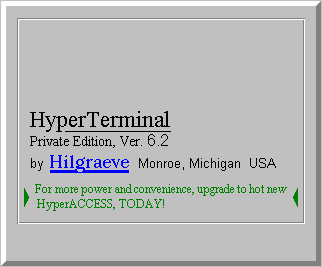 HyperTerminal
Private Edition, Ver. 6.2
by Hilgraeve Monroe, Michigan USA
For more power and convenience, upgrade to hot new
HyperACCESS, TODAY!